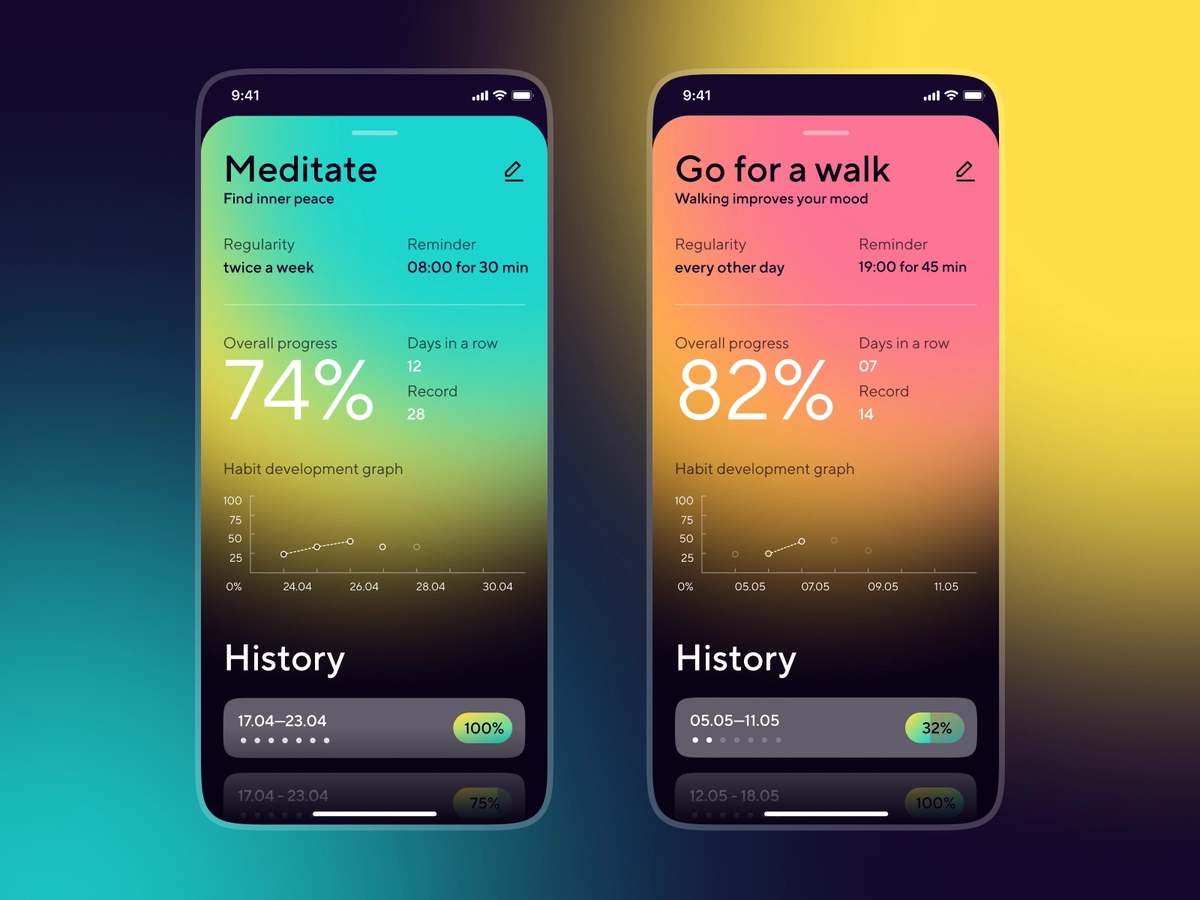 9:41
Meditate
Find inner peace
Regularity
twice a week
Reminder
08:00 for 30 min
Overall progress
74%
Days in a row
12
Record
28
Habit development graph
100
75
50
25
0%
24.04 26.04 28.04 30.04
History
17.04—23.04
100%
17.04 - 23.04
75%
9:41
Go for a walk
Walking improves your mood
Regularity
every other day
Reminder
19:00 for 45 min
Overall progress
82%
Days in a row
07
Record
14
Habit development graph
100
75
50
25
0%
05.05 07.05 09.05 11.05
History
05.05—11.05
32%
12.05 - 18.05
100%